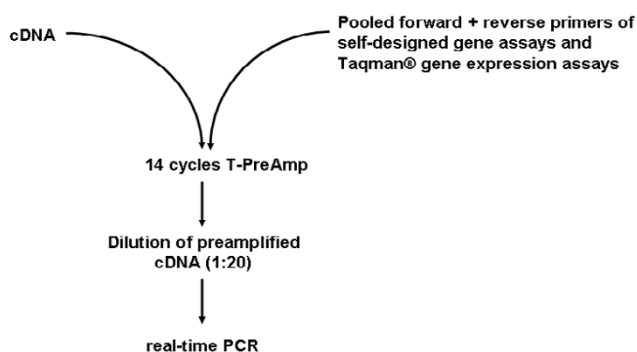 cDNA
Pooled forward + reverse primers of
self-designed gene assays and
Taqman® gene expression assays
14 cycles T-PreAmp
Dilution of preamplified
cDNA (1:20)
real-time PCR